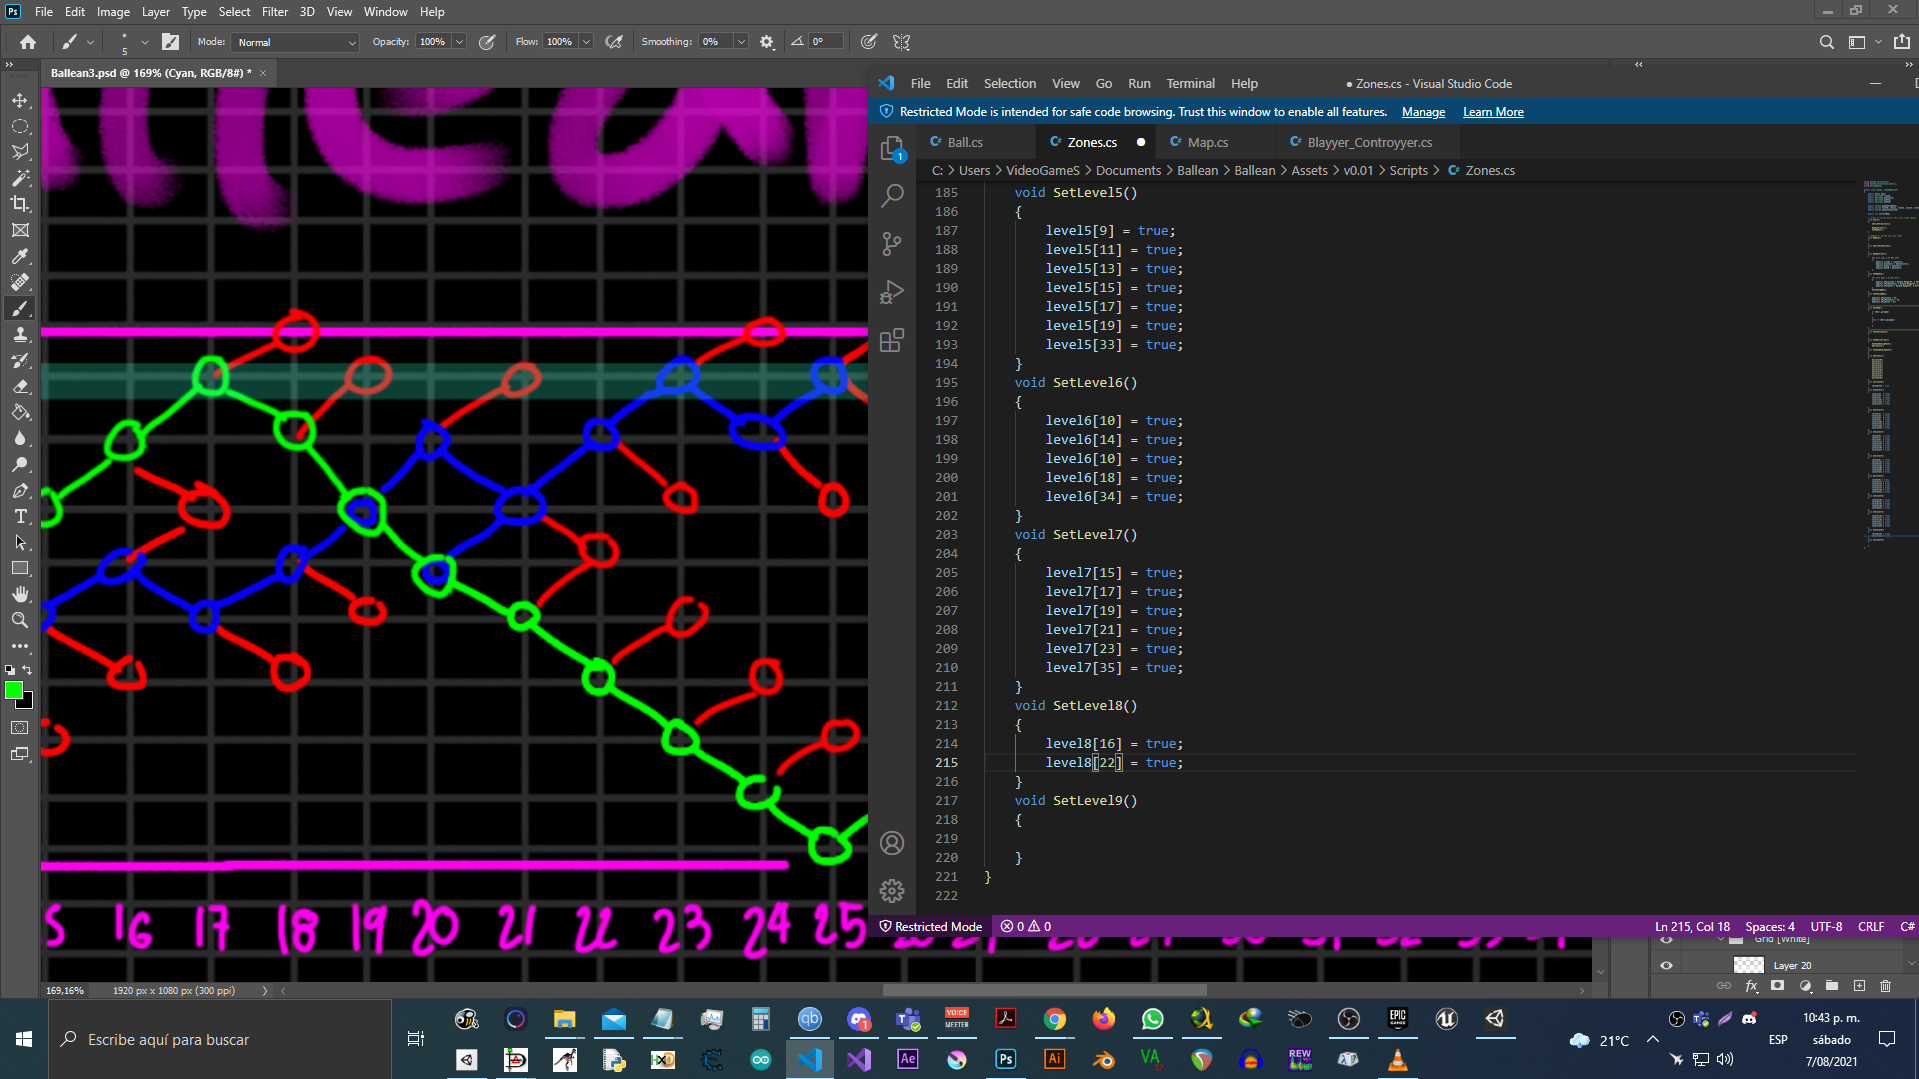 Ps File Edit Image Layer Type Select Filter 3D View Window Help
5 Mode: Normal Opacity: 100% Flow: 100% Smoothing: 0% 0°
Ballean3.psd @ 169% (Cyan, RGB/8#) * ×
File Edit Selection View Go Run Terminal Help ● Zones.cs - Visual Studio Code
Restricted Mode is intended for safe code browsing. Trust this window to enable all features. Manage Learn More
Ball.cs Zones.cs ● Map.cs Blayyer_Controyyer.cs
C: > Users > VideoGameS > Documents > Ballean > Ballean > Assets > v0.01 > Scripts > Zones.cs
185 void SetLevel5()
186 {
187 level5[9] = true;
188 level5[11] = true;
189 level5[13] = true;
190 level5[15] = true;
191 level5[17] = true;
192 level5[19] = true;
193 level5[33] = true;
194 }
195 void SetLevel6()
196 {
197 level6[10] = true;
198 level6[14] = true;
199 level6[10] = true;
200 level6[18] = true;
201 level6[34] = true;
202 }
203 void SetLevel7()
204 {
205 level7[15] = true;
206 level7[17] = true;
207 level7[19] = true;
208 level7[21] = true;
209 level7[23] = true;
210 level7[35] = true;
211 }
212 void SetLevel8()
213 {
214 level8[16] = true;
215 level8[22] = true;
216 }
217 void SetLevel9()
218 {
219
220 }
221 }
222
16 17 18 19 20 21 22 23 24 25
Restricted Mode 0 0 Ln 215, Col 18 Spaces: 4 UTF-8 CRLF C#
Grid [White]
Layer 20
169,16% 1920 px x 1080 px (300 ppi)
Escribe aquí para buscar
21°C ESP
10:43 p. m.
sábado
7/08/2021